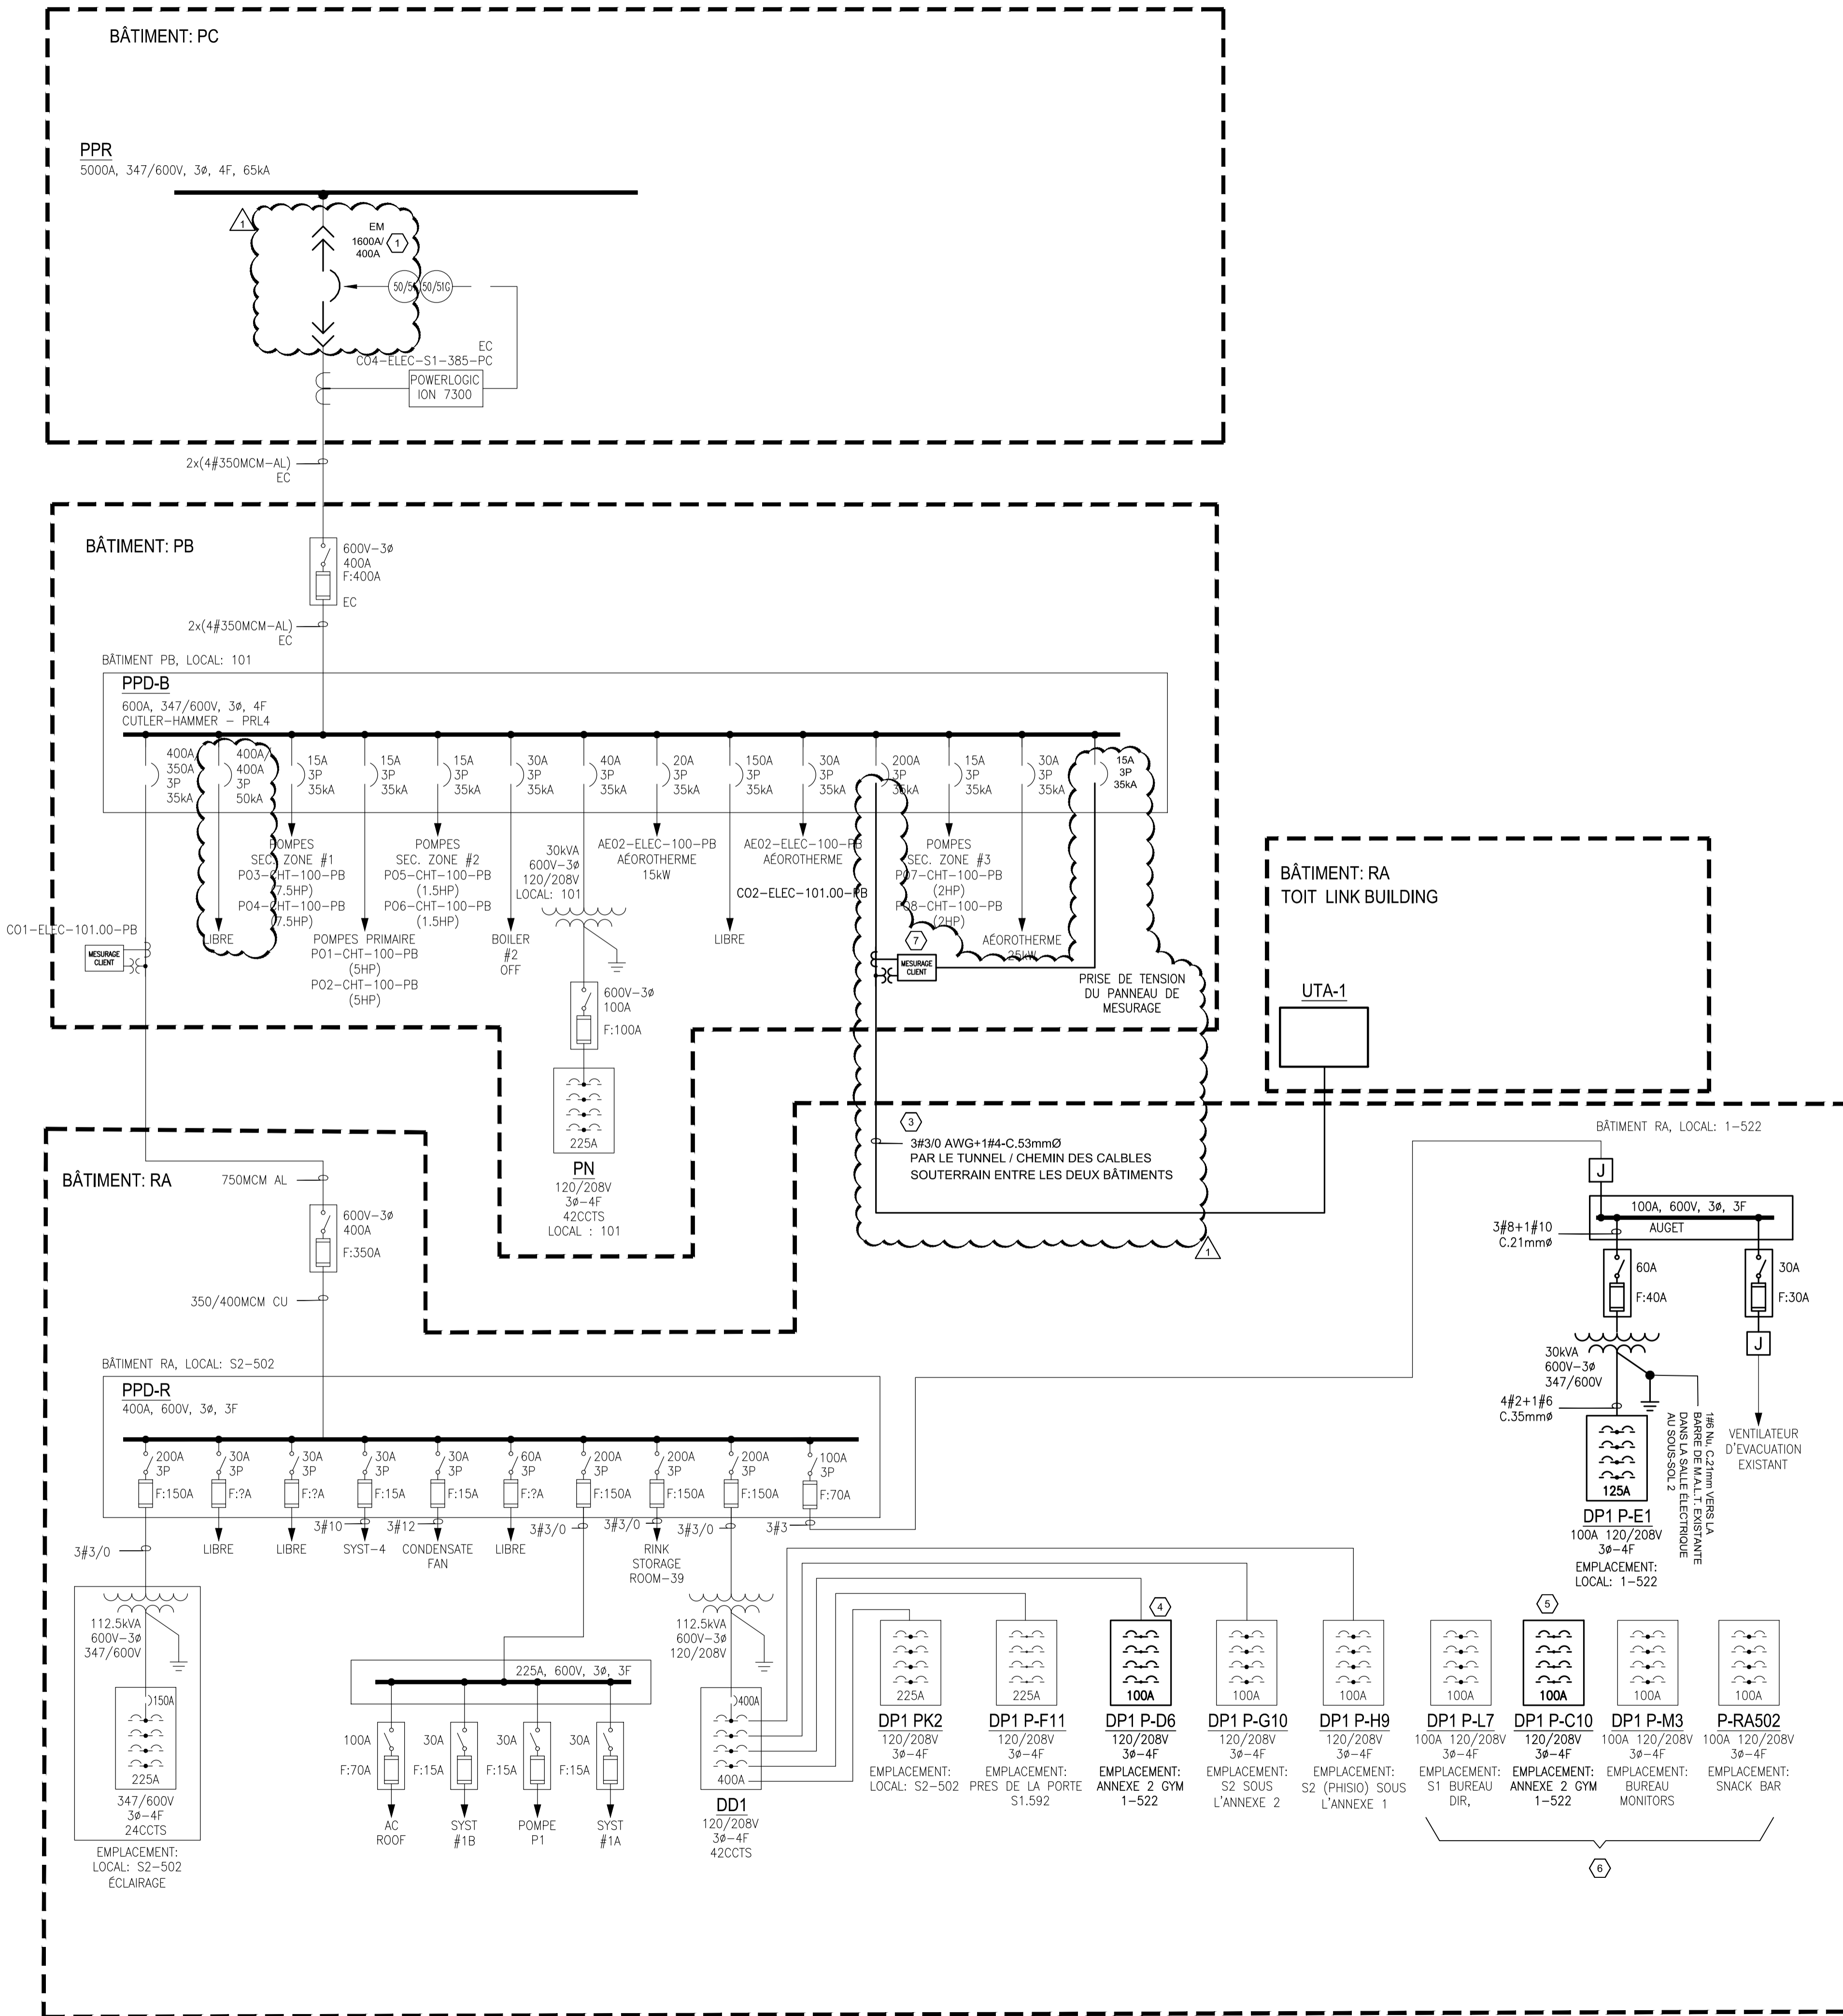 BÂTIMENT: PC
PPR
5000A, 347/600V, 3ø, 4F, 65kA
1
EM
1600A/
400A
1
50/51
50/51G
EC
CO4-ELEC-S1-385-PC
POWERLOGIC
ION 7300
2x(4#350MCM-AL)
EC
BÂTIMENT: PB
600V-3ø
400A
F:400A
EC
2x(4#350MCM-AL)
EC
BÂTIMENT PB, LOCAL: 101
PPD-B
600A, 347/600V, 3ø, 4F
CUTLER-HAMMER - PRL4
400A/
350A
3P
35kA
400A/
400A
3P
50kA
15A
3P
35kA
15A
3P
35kA
15A
3P
35kA
30A
3P
35kA
40A
3P
35kA
20A
3P
35kA
150A
3P
35kA
30A
3P
35kA
200A
3P
35kA
15A
3P
35kA
30A
3P
35kA
15A
3P
35kA
CO1-ELEC-101.00-PB
MESURAGE
CLIENT
LIBRE
POMPES
SEC. ZONE #1
PO3-CHT-100-PB
(7.5HP)
PO4-CHT-100-PB
(7.5HP)
POMPES PRIMAIRE
PO1-CHT-100-PB
(5HP)
PO2-CHT-100-PB
(5HP)
POMPES
SEC. ZONE #2
PO5-CHT-100-PB
(1.5HP)
PO6-CHT-100-PB
(1.5HP)
BOILER
#2
OFF
30kVA
600V-3ø
120/208V
LOCAL: 101
600V-3ø
100A
F:100A
225A
PN
120/208V
3ø-4F
42CCTS
LOCAL : 101
AE02-ELEC-100-PB
AÉOROTHERME
15kW
LIBRE
AE02-ELEC-100-PB
AÉOROTHERME
CO2-ELEC-101.00-PB
POMPES
SEC. ZONE #3
PO7-CHT-100-PB
(2HP)
PO8-CHT-100-PB
(2HP)
AÉOROTHERME
25kW
7
MESURAGE
CLIENT
PRISE DE TENSION
DU PANNEAU DE
MESURAGE
3
3#3/0 AWG+1#4-C.53mmØ
PAR LE TUNNEL / CHEMIN DES CALBLES
SOUTERRAIN ENTRE LES DEUX BÂTIMENTS
1
BÂTIMENT: RA
TOIT LINK BUILDING
UTA-1
BÂTIMENT: RA
750MCM AL
600V-3ø
400A
F:350A
350/400MCM CU
BÂTIMENT RA, LOCAL: 1-522
J
100A, 600V, 3ø, 3F
AUGET
3#8+1#10
C.21mmø
60A
F:40A
30A
F:30A
J
VENTILATEUR
D'EVACUATION
EXISTANT
30kVA
600V-3ø
347/600V
4#2+1#6
C.35mmø
1#6 Nu, C.21mm VERS LA
BARRE DE M.A.L.T. EXISTANTE
DANS LA SALLE ÉLECTRIQUE
AU SOUS-SOL 2
125A
DP1 P-E1
100A 120/208V
3ø-4F
EMPLACEMENT:
LOCAL: 1-522
BÂTIMENT RA, LOCAL: S2-502
PPD-R
400A, 600V, 3ø, 3F
200A
3P
F:150A
30A
3P
F:?A
30A
3P
F:?A
30A
3P
F:15A
30A
3P
F:15A
60A
3P
F:?A
200A
3P
F:150A
200A
3P
F:150A
200A
3P
F:150A
100A
3P
F:70A
3#3/0
LIBRE
LIBRE
3#10
SYST-4
3#12
CONDENSATE
FAN
LIBRE
3#3/0
3#3/0
RINK
STORAGE
ROOM-39
3#3/0
3#3
112.5kVA
600V-3ø
347/600V
150A
225A
347/600V
3ø-4F
24CCTS
EMPLACEMENT:
LOCAL: S2-502
ÉCLAIRAGE
225A, 600V, 3ø, 3F
100A
F:70A
AC
ROOF
30A
F:15A
SYST
#1B
30A
F:15A
POMPE
P1
30A
F:15A
SYST
#1A
112.5kVA
600V-3ø
120/208V
400A
400A
DD1
120/208V
3ø-4F
42CCTS
225A
DP1 PK2
120/208V
3ø-4F
EMPLACEMENT:
LOCAL: S2-502
225A
DP1 P-F11
120/208V
3ø-4F
EMPLACEMENT:
PRES DE LA PORTE
S1.592
4
100A
DP1 P-D6
120/208V
3ø-4F
EMPLACEMENT:
ANNEXE 2 GYM
1-522
100A
DP1 P-G10
120/208V
3ø-4F
EMPLACEMENT:
S2 SOUS
L'ANNEXE 2
100A
DP1 P-H9
120/208V
3ø-4F
EMPLACEMENT:
S2 (PHISIO) SOUS
L'ANNEXE 1
100A
DP1 P-L7
100A 120/208V
3ø-4F
EMPLACEMENT:
S1 BUREAU
DIR,
5
100A
DP1 P-C10
120/208V
3ø-4F
EMPLACEMENT:
ANNEXE 2 GYM
1-522
100A
DP1 P-M3
100A 120/208V
3ø-4F
EMPLACEMENT:
BUREAU
MONITORS
100A
P-RA502
100A 120/208V
3ø-4F
EMPLACEMENT:
SNACK BAR
6